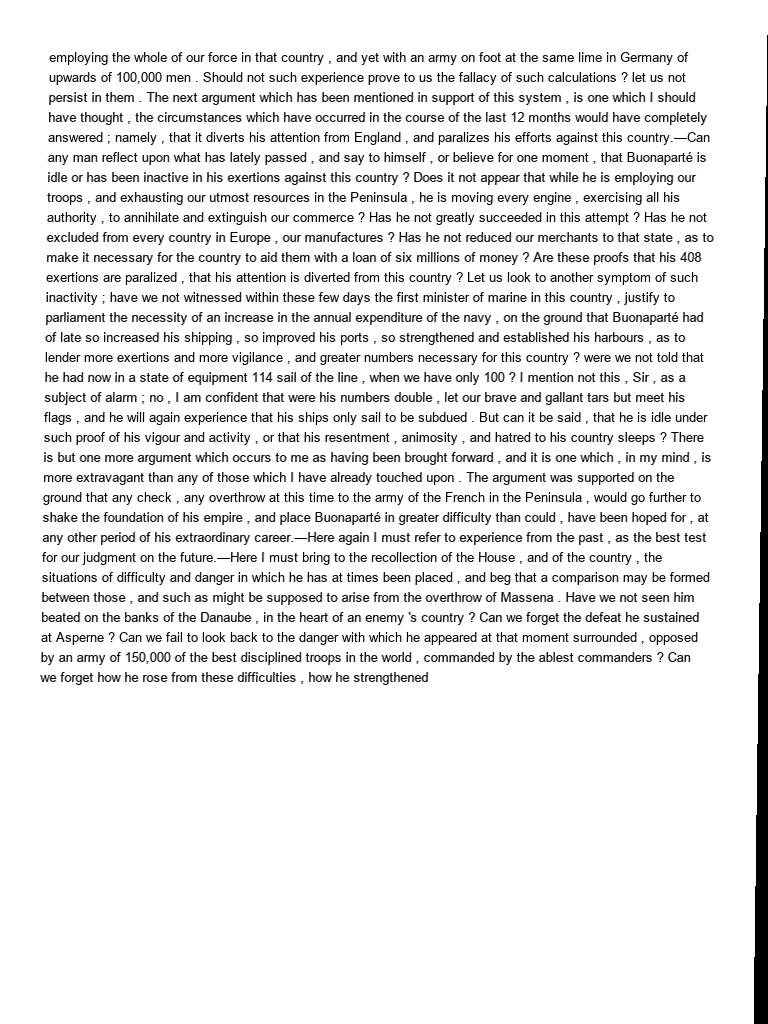 employing the whole of our force in that country , and yet with an army on foot at the same lime in Germany of
upwards of 100,000 men . Should not such experience prove to us the fallacy of such calculations ? let us not
persist in them . The next argument which has been mentioned in support of this system , is one which I should
have thought , the circumstances which have occurred in the course of the last 12 months would have completely
answered ; namely , that it diverts his attention from England , and paralizes his efforts against this country.—Can
any man reflect upon what has lately passed , and say to himself , or believe for one moment , that Buonaparté is
idle or has been inactive in his exertions against this country ? Does it not appear that while he is employing our
troops , and exhausting our utmost resources in the Peninsula , he is moving every engine , exercising all his
authority , to annihilate and extinguish our commerce ? Has he not greatly succeeded in this attempt ? Has he not
excluded from every country in Europe , our manufactures ? Has he not reduced our merchants to that state , as to
make it necessary for the country to aid them with a loan of six millions of money ? Are these proofs that his 408
exertions are paralized , that his attention is diverted from this country ? Let us look to another symptom of such
inactivity ; have we not witnessed within these few days the first minister of marine in this country , justify to
parliament the necessity of an increase in the annual expenditure of the navy , on the ground that Buonaparté had
of late so increased his shipping , so improved his ports , so strengthened and established his harbours , as to
lender more exertions and more vigilance , and greater numbers necessary for this country ? were we not told that
he had now in a state of equipment 114 sail of the line , when we have only 100 ? I mention not this , Sir , as a
subject of alarm ; no , I am confident that were his numbers double , let our brave and gallant tars but meet his
flags , and he will again experience that his ships only sail to be subdued . But can it be said , that he is idle under
such proof of his vigour and activity , or that his resentment , animosity , and hatred to his country sleeps ? There
is but one more argument which occurs to me as having been brought forward , and it is one which , in my mind , is
more extravagant than any of those which I have already touched upon . The argument was supported on the
ground that any check , any overthrow at this time to the army of the French in the Peninsula , would go further to
shake the foundation of his empire , and place Buonaparté in greater difficulty than could , have been hoped for , at
any other period of his extraordinary career.—Here again I must refer to experience from the past , as the best test
for our judgment on the future.—Here I must bring to the recollection of the House , and of the country , the
situations of difficulty and danger in which he has at times been placed , and beg that a comparison may be formed
between those , and such as might be supposed to arise from the overthrow of Massena . Have we not seen him
beated on the banks of the Danaube , in the heart of an enemy 's country ? Can we forget the defeat he sustained
at Asperne ? Can we fail to look back to the danger with which he appeared at that moment surrounded , opposed
by an army of 150,000 of the best disciplined troops in the world , commanded by the ablest commanders ? Can
we forget how he rose from these difficulties , how he strengthened